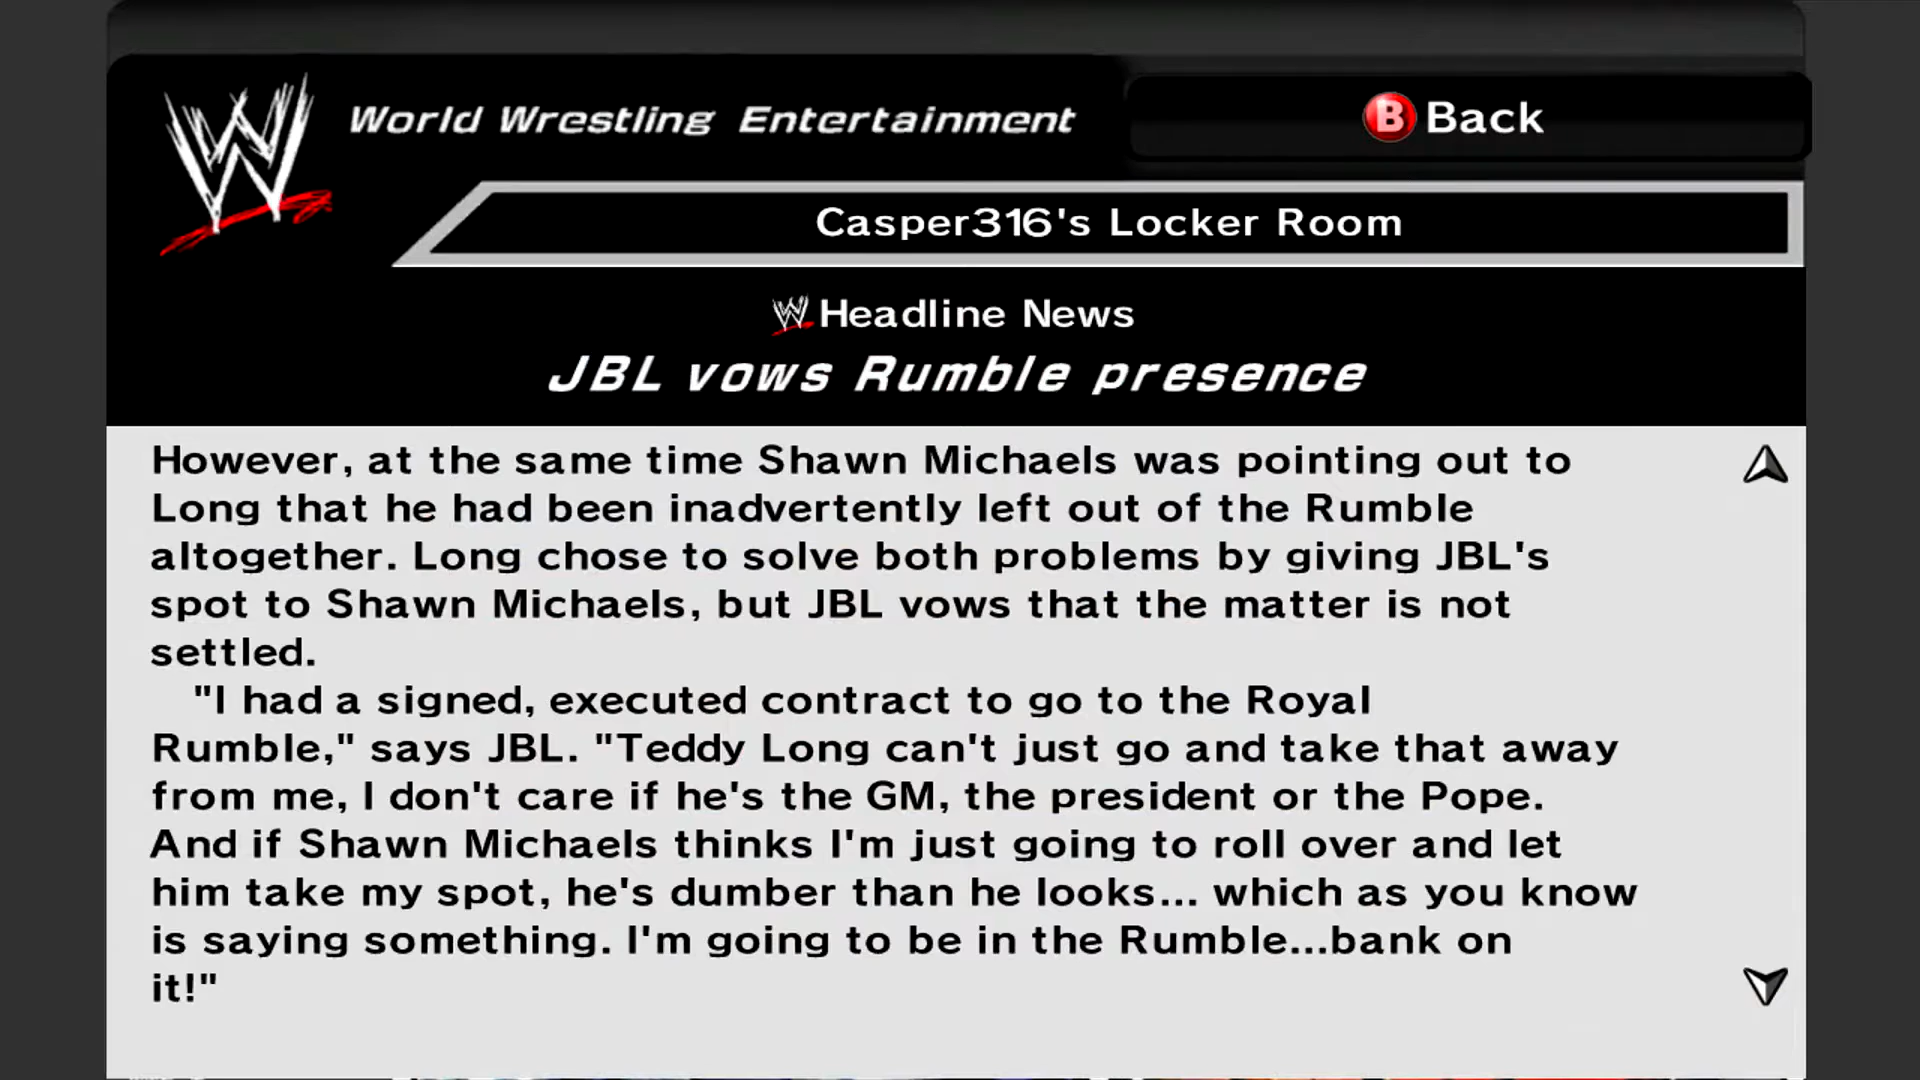 World Wrestling Entertainment
B Back
Casper316's Locker Room
Headline News
JBL vows Rumble presence
However, at the same time Shawn Michaels was pointing out to
Long that he had been inadvertently left out of the Rumble
altogether. Long chose to solve both problems by giving JBL's
spot to Shawn Michaels, but JBL vows that the matter is not
settled.
"I had a signed, executed contract to go to the Royal
Rumble," says JBL. "Teddy Long can't just go and take that away
from me, I don't care if he's the GM, the president or the Pope.
And if Shawn Michaels thinks I'm just going to roll over and let
him take my spot, he's dumber than he looks... which as you know
is saying something. I'm going to be in the Rumble...bank on
it!"